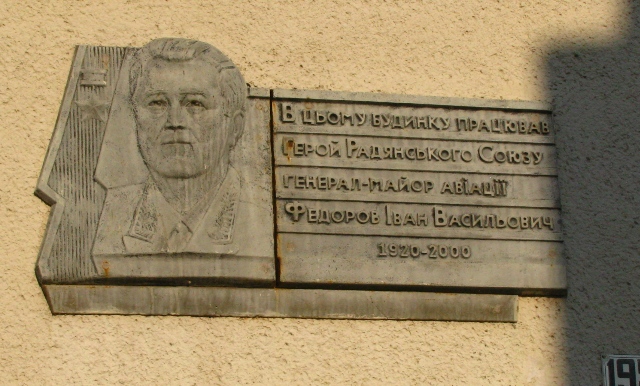 В цьому будинку працював
Герой Радянського Союзу
генерал-майор авіації
Федоров Іван Васильович
1920-2000